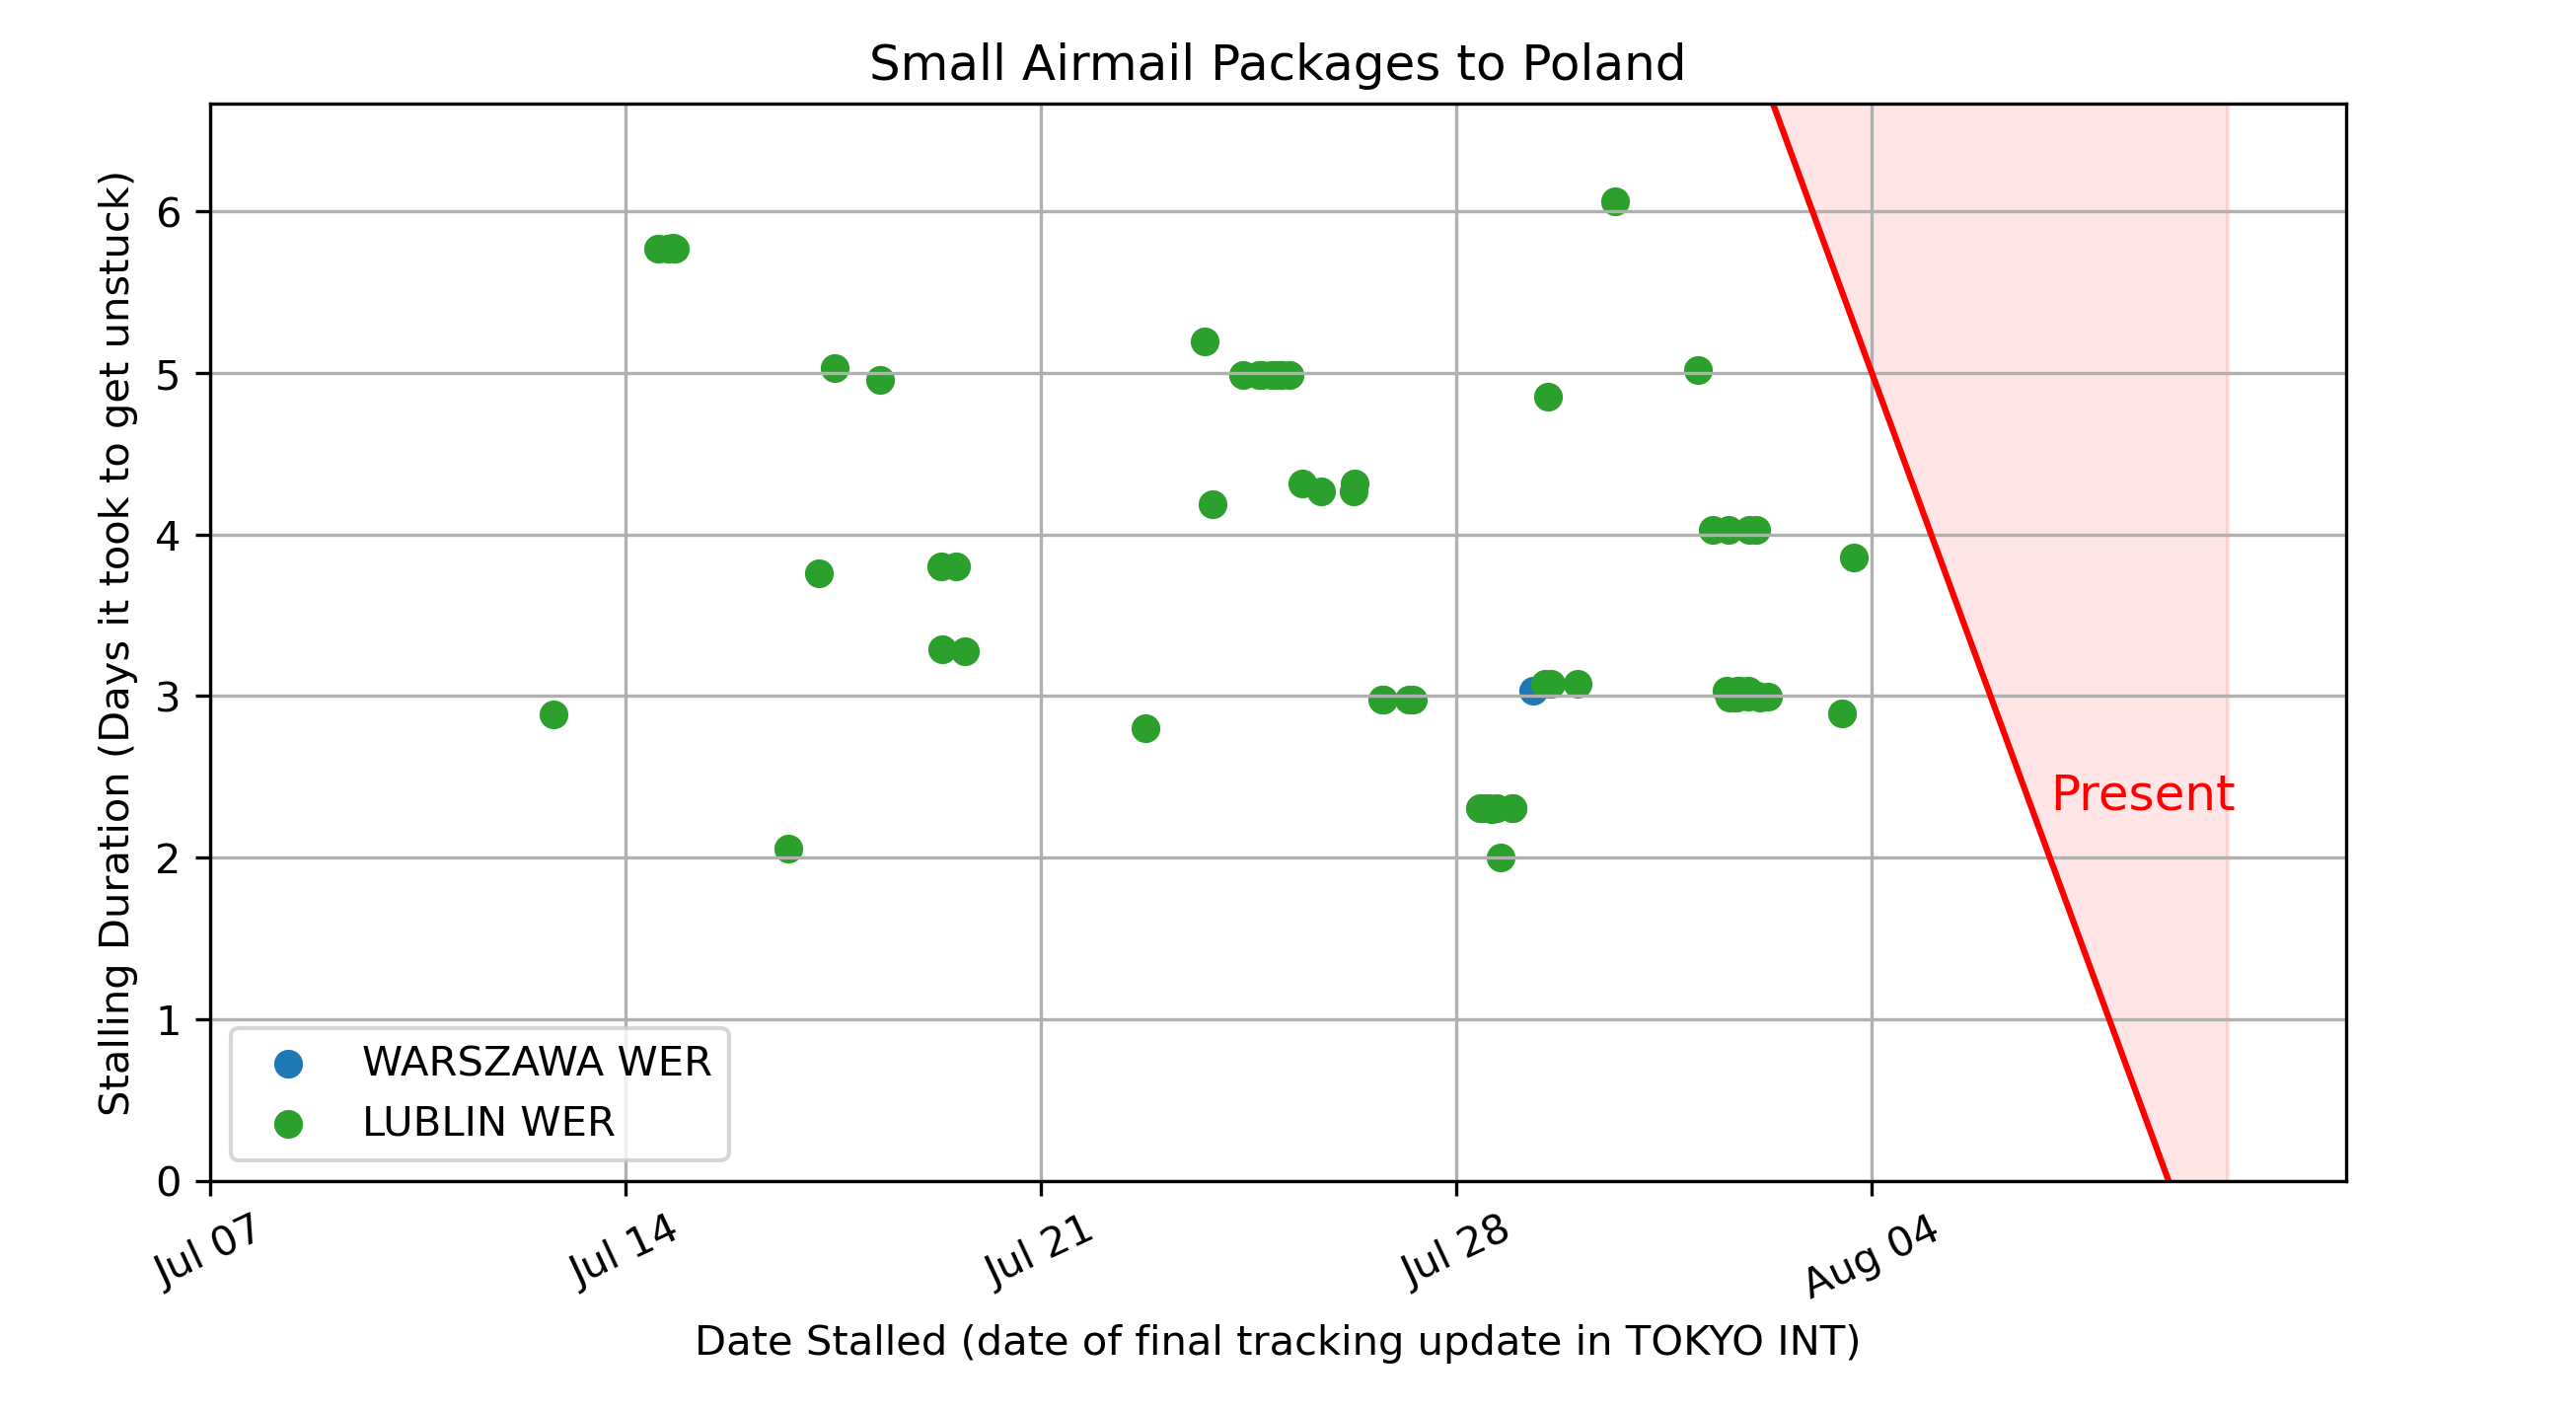 Small Airmail Packages to Poland
Stalling Duration (Days it took to get unstuck)
6
5
4
3
2
1
0
Present
WARSZAWA WER
LUBLIN WER
Jul 07
Jul 14
Jul 21
Jul 28
Aug 04
Date Stalled (date of final tracking update in TOKYO INT)